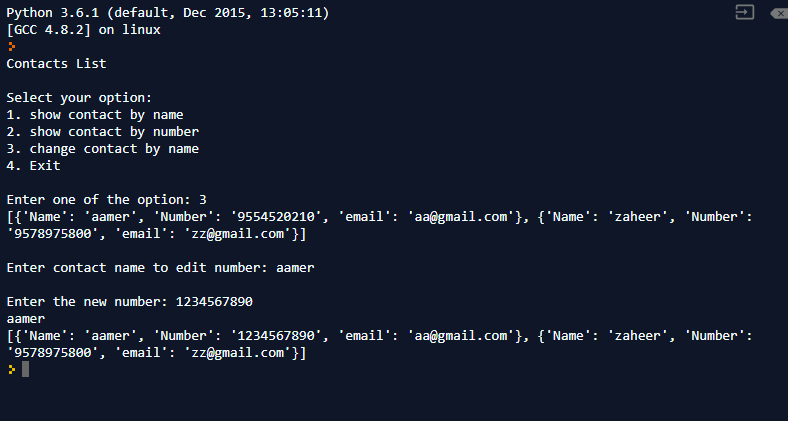 Python 3.6.1 (default, Dec 2015, 13:05:11)
[GCC 4.8.2] on linux
Contacts List
Select your option:
1. show contact by name
2. show contact by number
3. change contact by name
4. Exit
Enter one of the option: 3
[{'Name': 'aamer', 'Number': '9554520210', 'email': 'aa@gmail.com'}, {'Name': 'zaheer', 'Number':
'9578975800', 'email': 'zz@gmail.com'}]
Enter contact name to edit number: aamer
Enter the new number: 1234567890
aamer
[{'Name': 'aamer', 'Number': '1234567890', 'email': 'aa@gmail.com'}, {'Name': 'zaheer', 'Number':
'9578975800', 'email': 'zz@gmail.com'}]